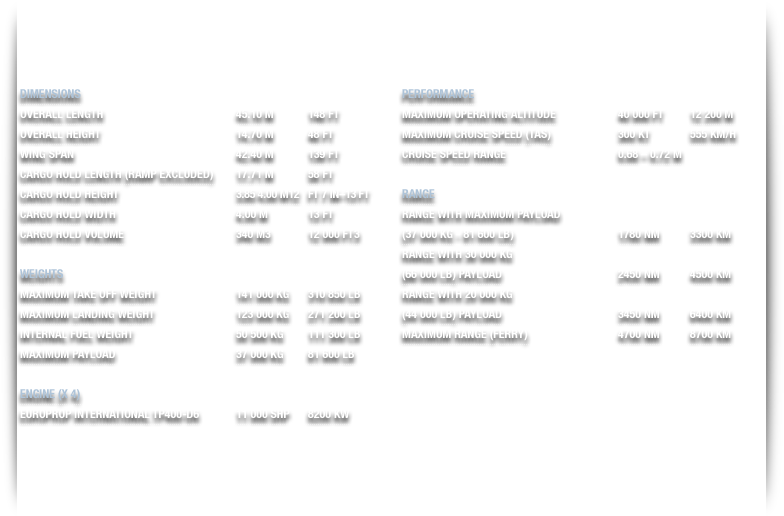 DIMENSIONS
OVERALL LENGTH 45,10 M 148 FT
OVERALL HEIGHT 14,70 M 48 FT
WING SPAN 42,40 M 139 FT
CARGO HOLD LENGTH (RAMP EXCLUDED) 17.71 M 58 FT
CARGO HOLD HEIGHT 3.85-4.00 M12 FT 7 IN-13 FT
CARGO HOLD WIDTH 4,00 M 13 FT
CARGO HOLD VOLUME 340 M3 12 000 FT3
WEIGHTS
MAXIMUM TAKE OFF WEIGHT 141 000 KG 310 850 LB
MAXIMUM LANDING WEIGHT 123 000 KG 271 200 LB
INTERNAL FUEL WEIGHT 50 500 KG 111 300 LB
MAXIMUM PAYLOAD 37 000 KG 81 600 LB
ENGINE (X 4)
EUROPROP INTERNATIONAL TP400-D6 11 000 SHP 8200 KW
PERFORMANCE
MAXIMUM OPERATING ALTITUDE 40 000 FT 12 200 M
MAXIMUM CRUISE SPEED (TAS) 300 KT 555 KM/H
CRUISE SPEED RANGE 0,68 – 0,72 M
RANGE
RANGE WITH MAXIMUM PAYLOAD
(37 000 KG - 81 600 LB) 1780 NM 3300 KM
RANGE WITH 30 000 KG
(66 000 LB) PAYLOAD 2450 NM 4500 KM
RANGE WITH 20 000 KG
(44 000 LB) PAYLOAD 3450 NM 6400 KM
MAXIMUM RANGE (FERRY) 4700 NM 8700 KM